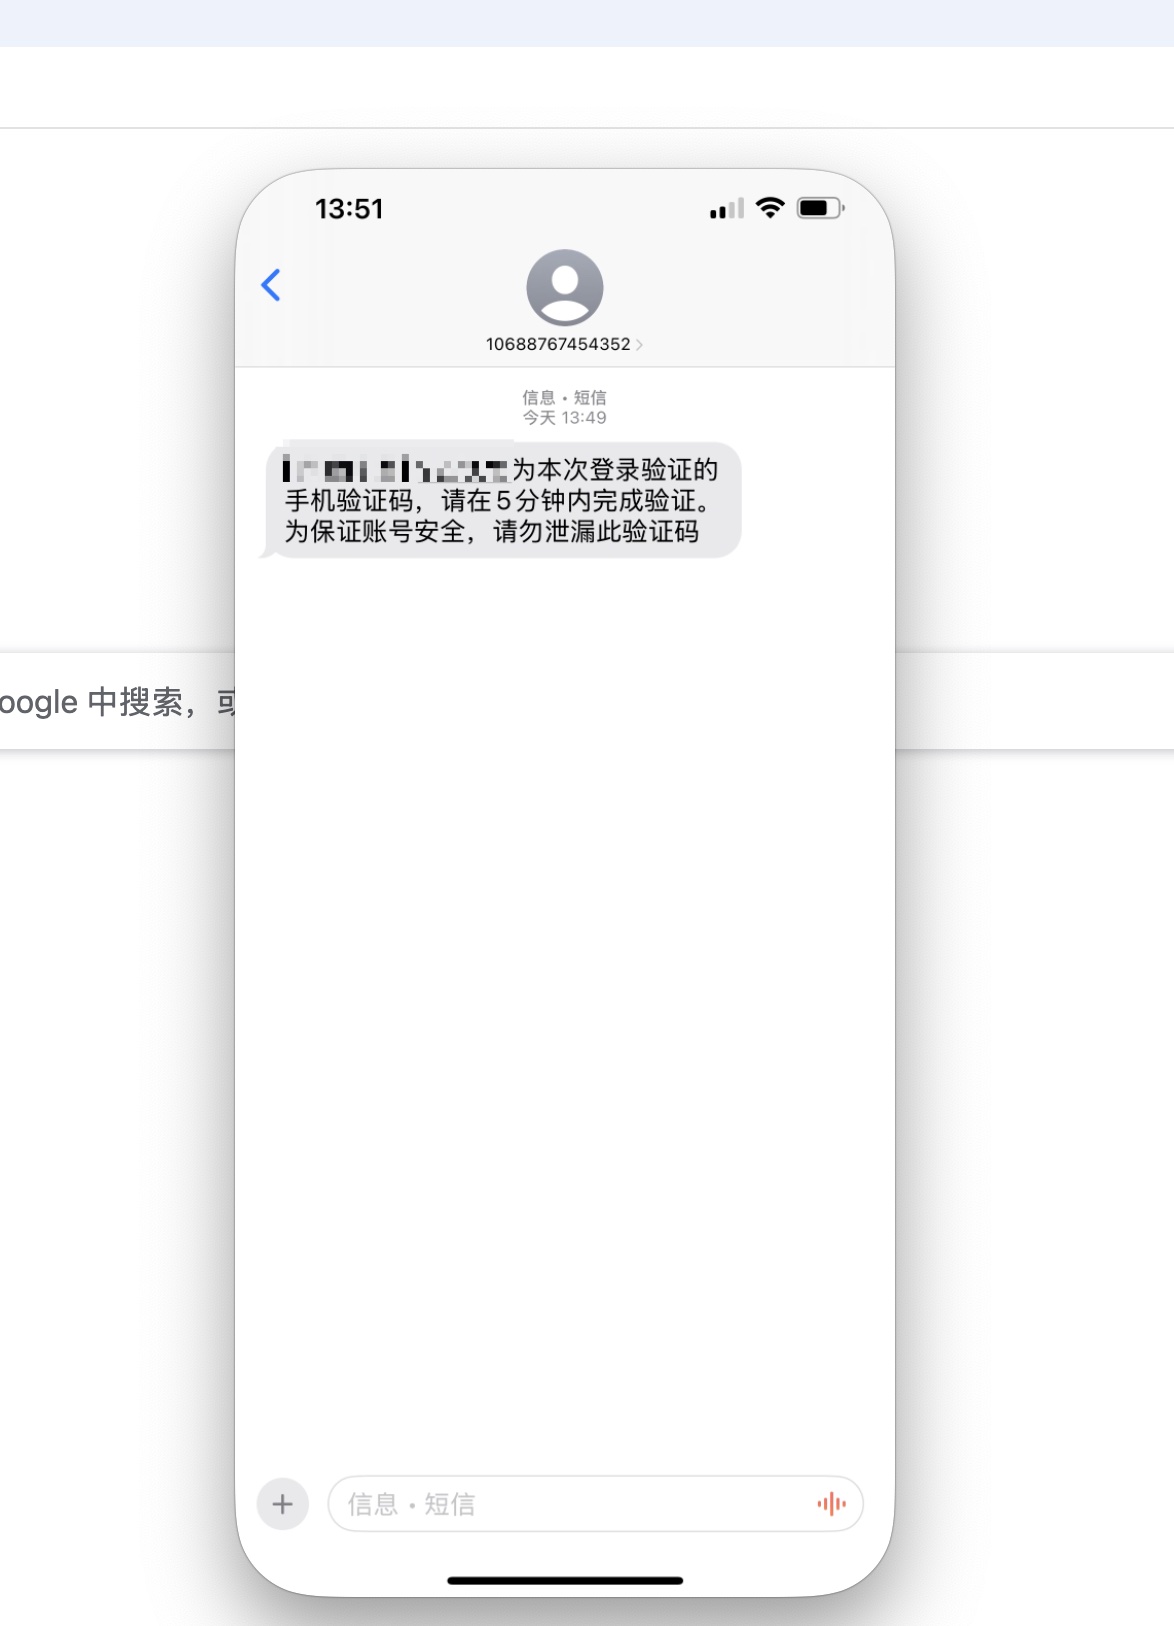 13:51
10688767454352
信息・短信
今天 13:49
为本次登录验证的
手机验证码，请在5分钟内完成验证。
为保证账号安全，请勿泄漏此验证码
oogle 中搜索，或
信息・短信